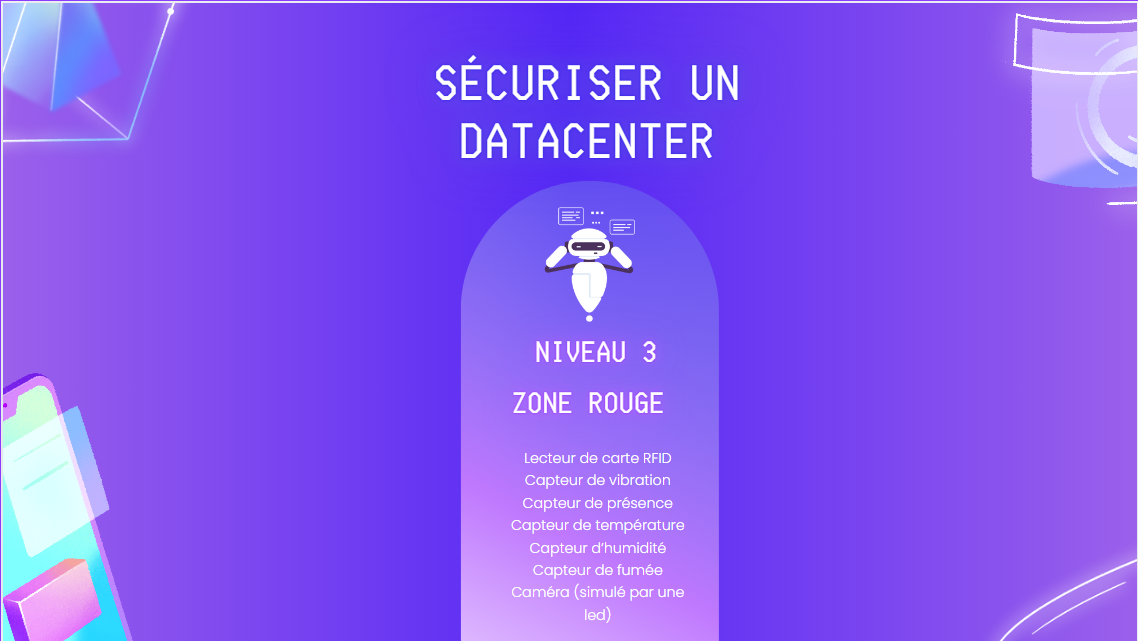 SÉCURISER UN
DATACENTER
NIVEAU 3
ZONE ROUGE
Lecteur de carte RFID
Capteur de vibration
Capteur de présence
Capteur de température
Capteur d'humidité
Capteur de fumée
Caméra (simulé par une
led)